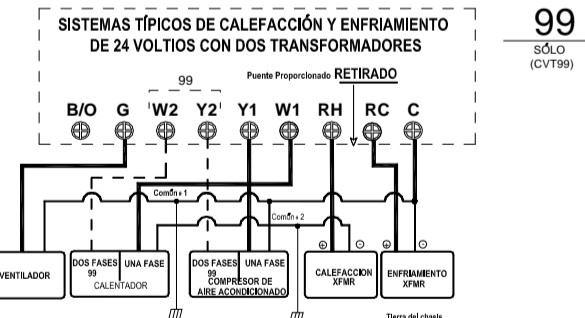 SISTEMAS TÍPICOS DE CALEFACCIÓN Y ENFRIAMIENTO
DE 24 VOLTIOS CON DOS TRANSFORMADORES
99
SÓLO
(CVT99)
99
Puente Proporcionado RETIRADO
B/O G W2 Y2 Y1 W1 RH RC C
Común # 1
Común # 2
VENTILADOR
DOS FASES
99
UNA FASE
CALENTADOR
DOS FASES
99
UNA FASE
COMPRESOR DE
AIRE ACONDICIONADO
CALEFACCION
XFMR
ENFRIAMIENTO
XFMR
Tierra del chasis